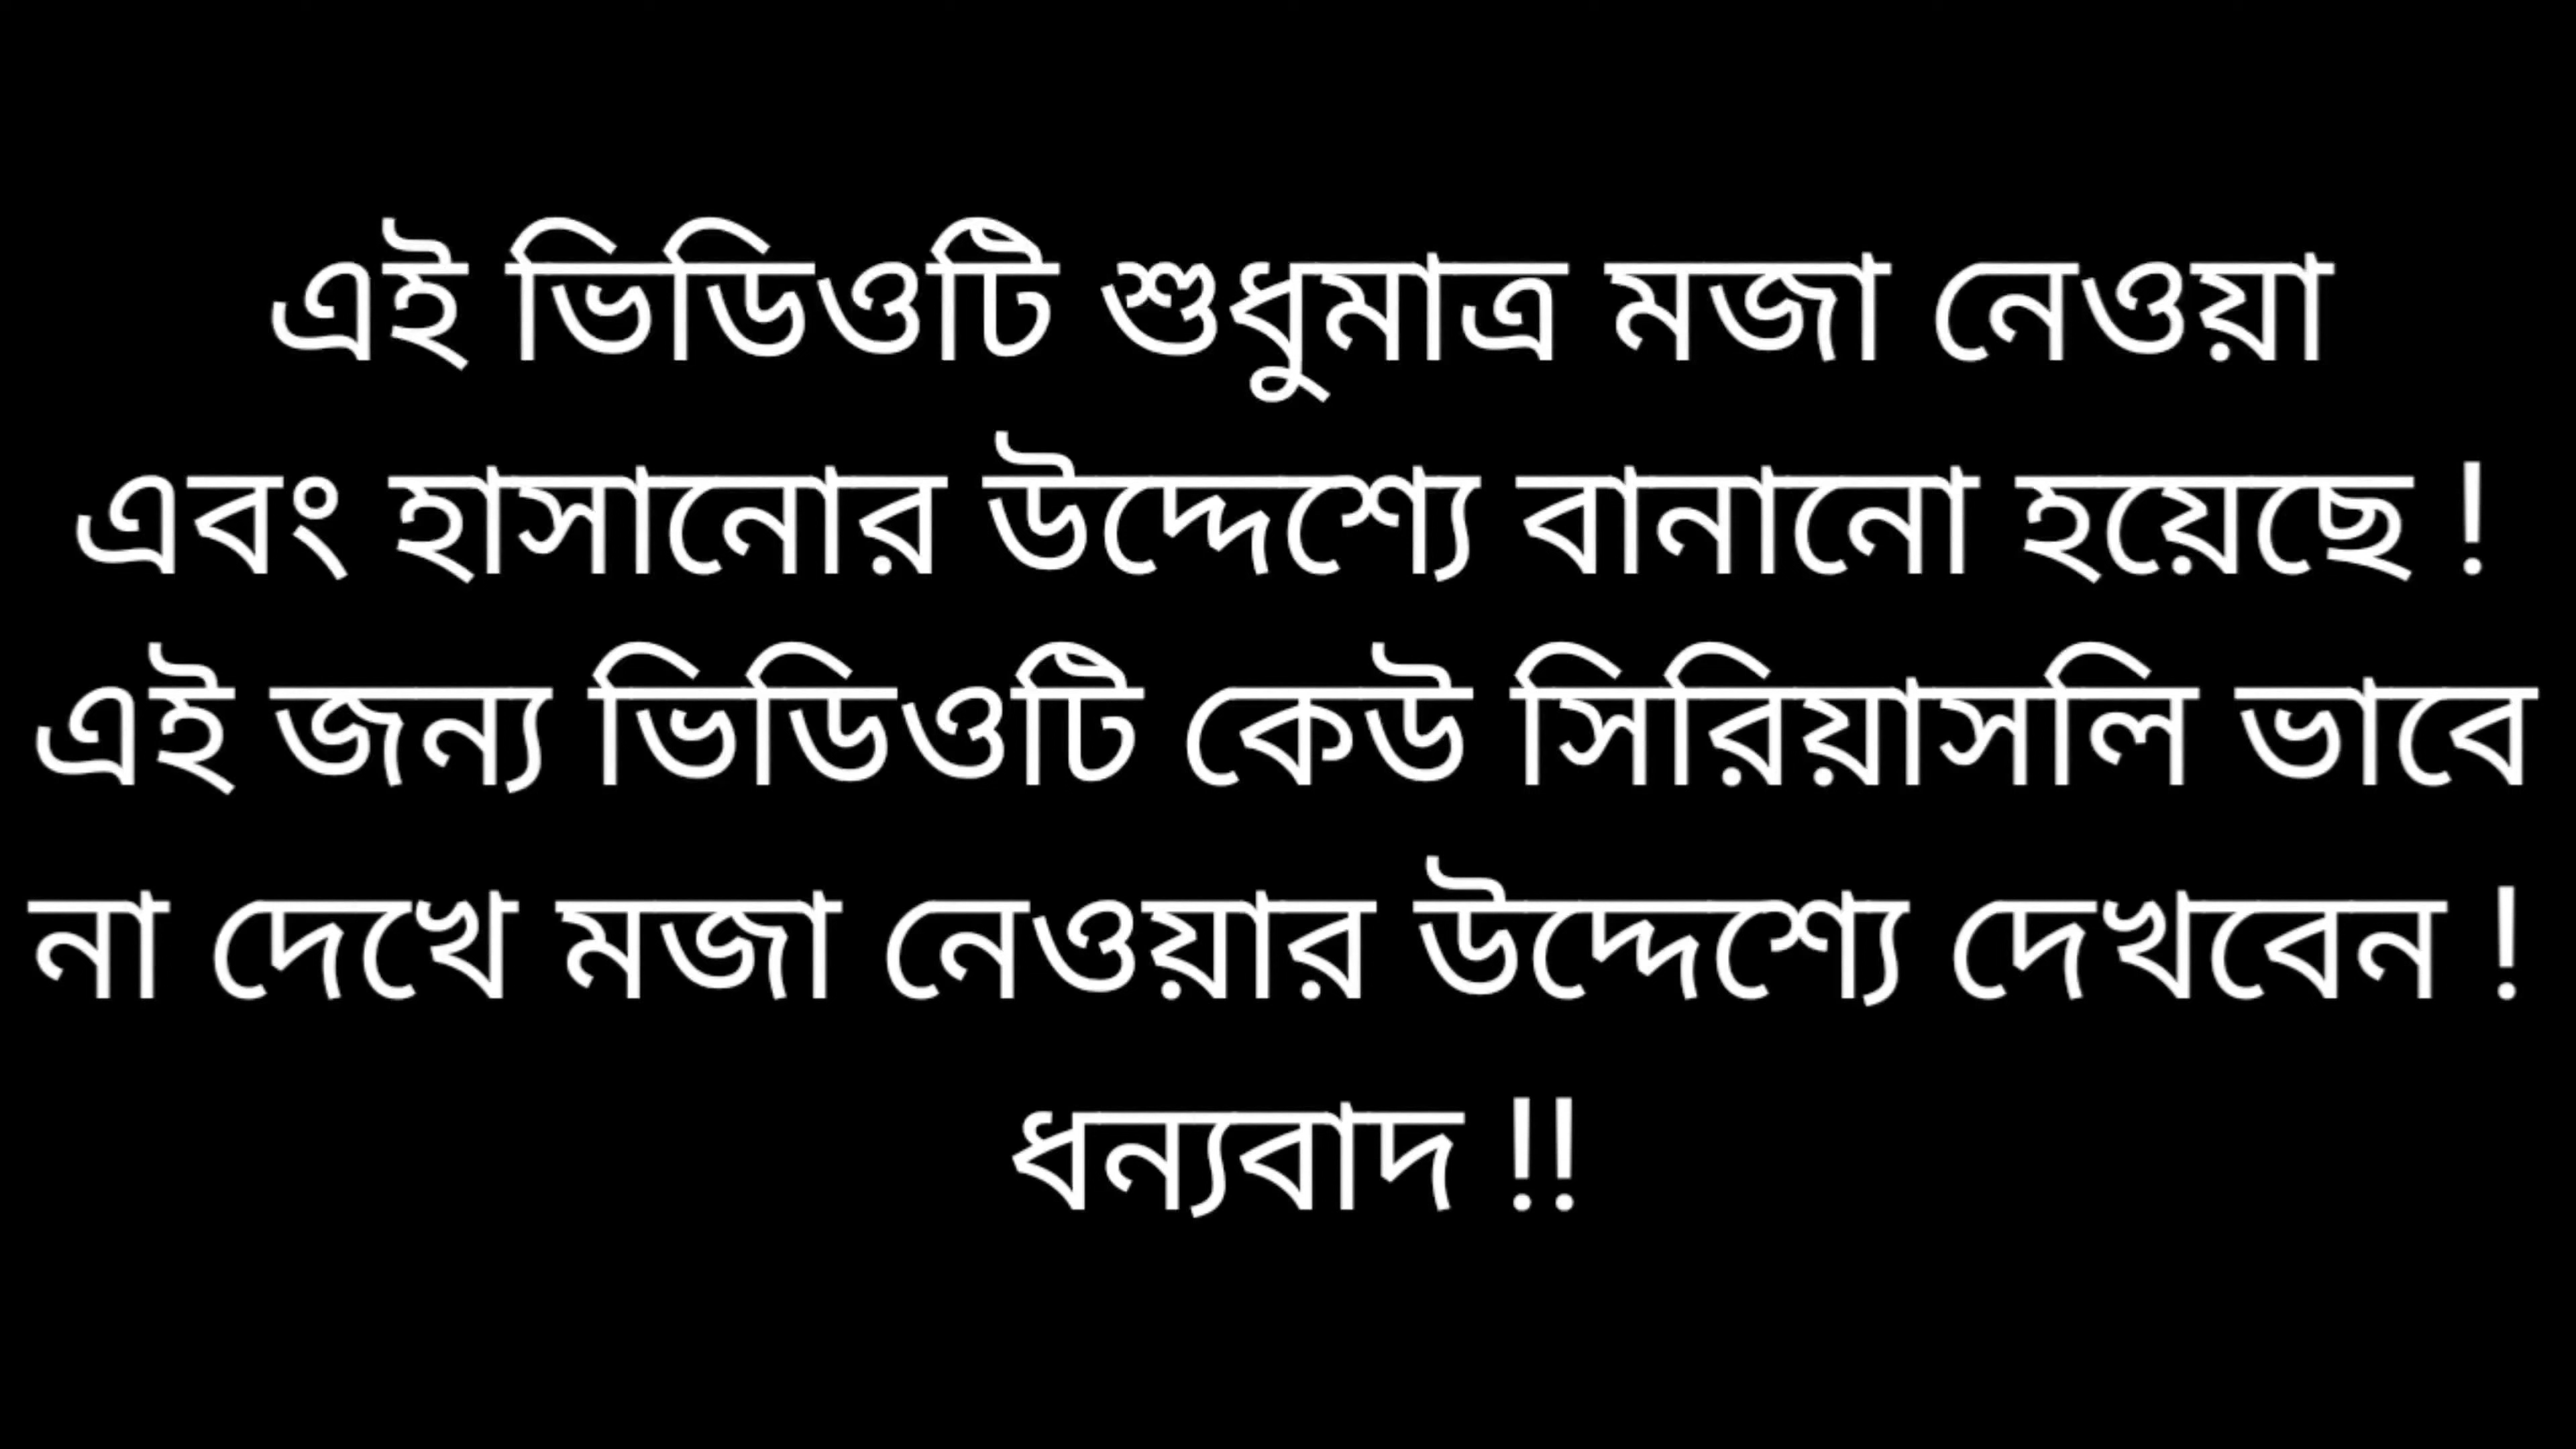 এই ভিডিওটি শুধুমাত্র মজা নেওয়া
এবং হাসানোর উদ্দেশ্যে বানানো হয়েছে !
এই জন্য ভিডিওটি কেউ সিরিয়াসলি ভাবে
না দেখে মজা নেওয়ার উদ্দেশ্যে দেখবেন !
ধন্যবাদ !!